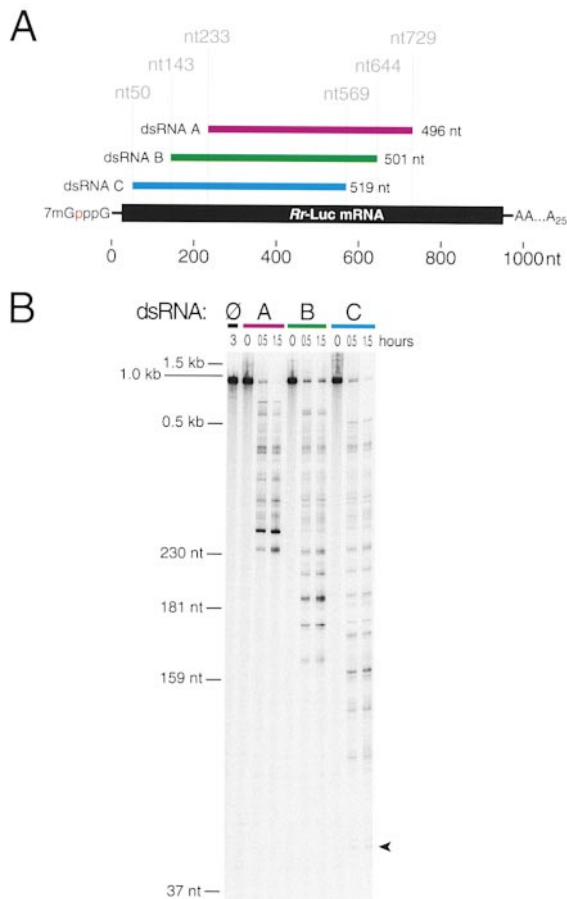 A
nt233 nt729
nt143 nt644
nt50 nt569
dsRNA A 496 nt
dsRNA B 501 nt
dsRNA C 519 nt
7mGpppG Rr-Luc mRNA AA...A25
0 200 400 600 800 1000nt
B
dsRNA: Ø A B C
3 0 0.5 1.5 0 0.5 1.5 0 0.5 1.5 hours
1.5 kb
1.0 kb
0.5 kb
230 nt
181 nt
159 nt
37 nt